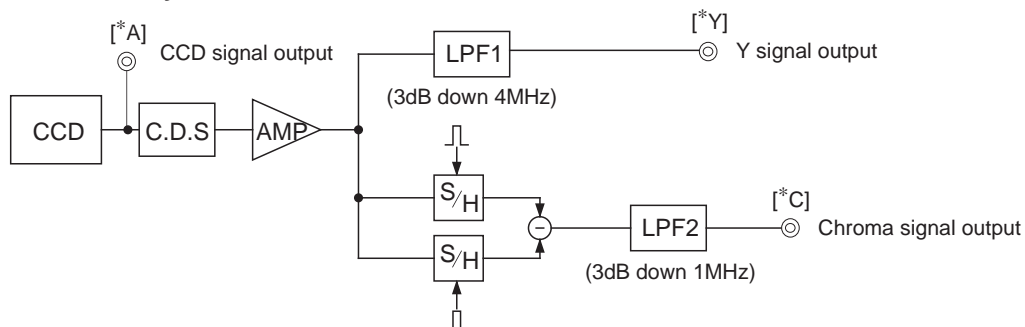 [*A]
CCD signal output
[*Y]
Y signal output
LPF1
(3dB down 4MHz)
CCD
C.D.S
AMP
S/H
[*C]
−
LPF2
Chroma signal output
S/H
(3dB down 1MHz)